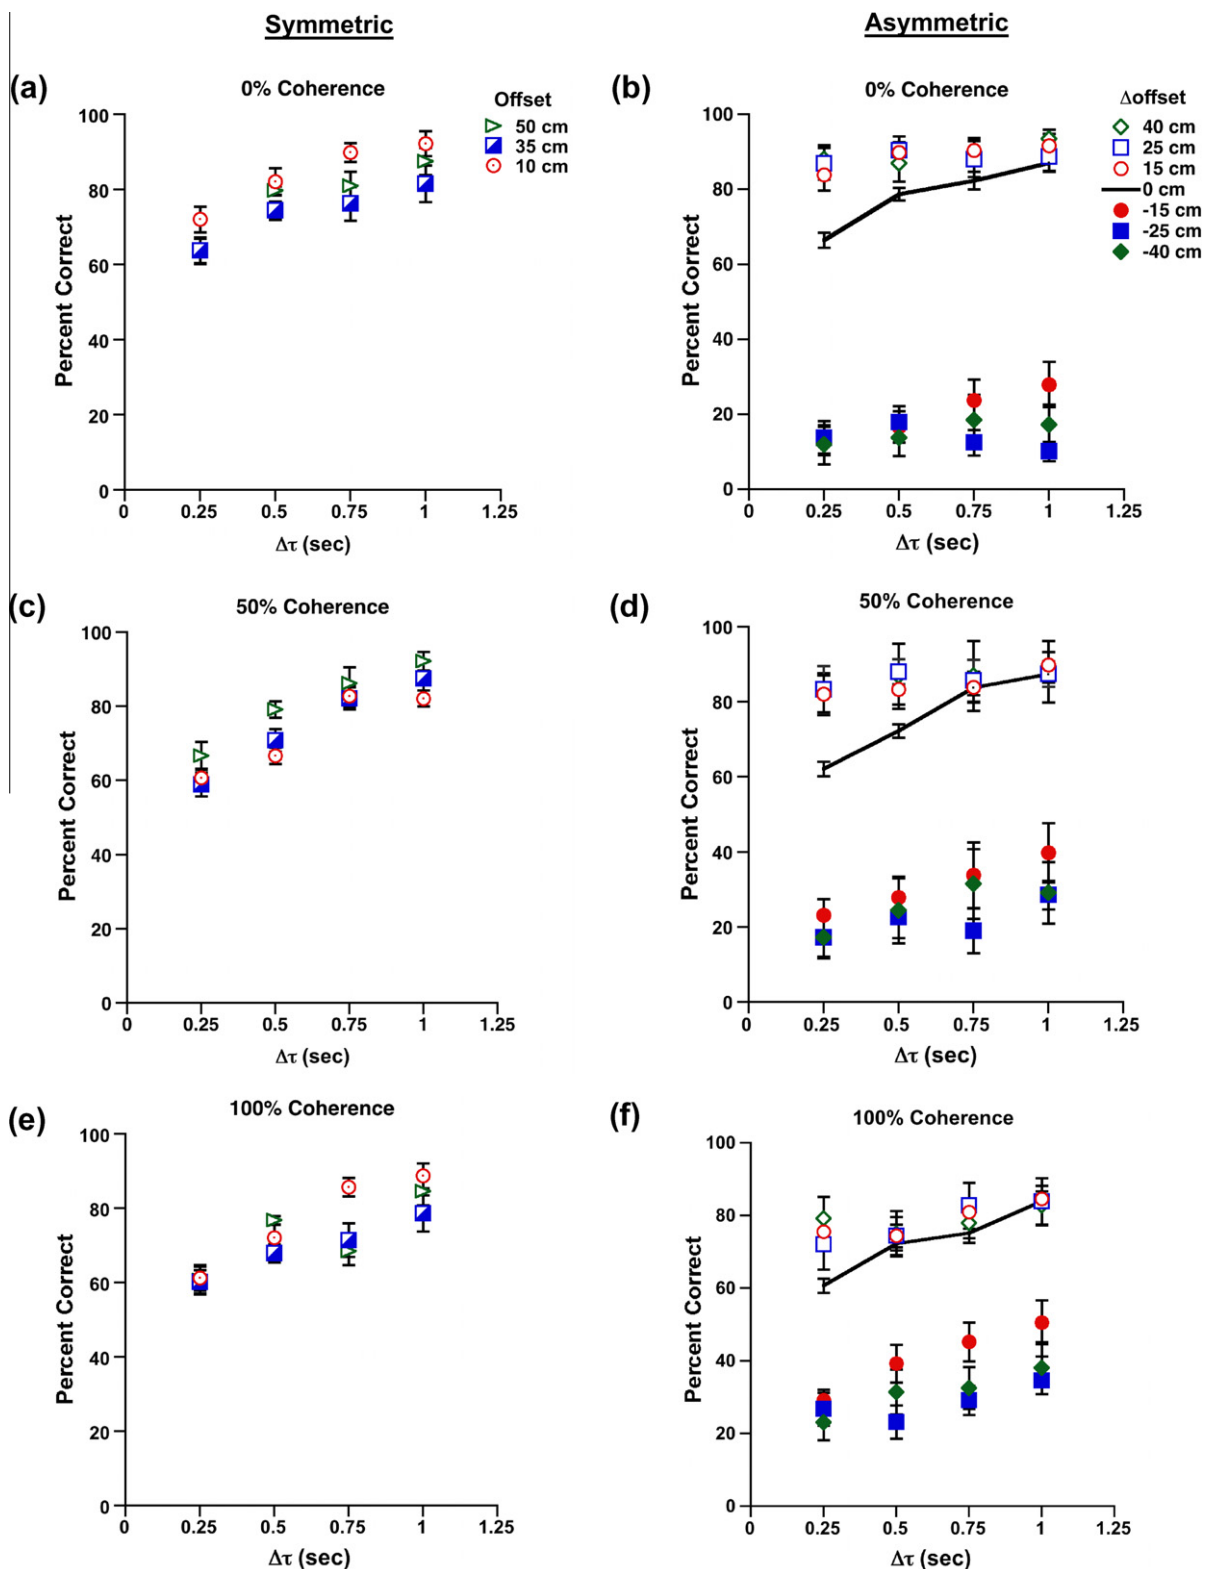 Symmetric
Asymmetric
(a)
0% Coherence
Offset
50 cm
35 cm
10 cm
100
80
60
40
20
0
Percent Correct
0
0.25
0.5
0.75
1
1.25
Δτ (sec)
(b)
0% Coherence
Δoffset
40 cm
25 cm
15 cm
0 cm
-15 cm
-25 cm
-40 cm
100
80
60
40
20
0
Percent Correct
0
0.25
0.5
0.75
1
1.25
Δτ (sec)
(c)
50% Coherence
100
80
60
40
20
0
Percent Correct
0
0.25
0.5
0.75
1
1.25
Δτ (sec)
(d)
50% Coherence
100
80
60
40
20
0
Percent Correct
0
0.25
0.5
0.75
1
1.25
Δτ (sec)
(e)
100% Coherence
100
80
60
40
20
0
Percent Correct
0
0.25
0.5
0.75
1
1.25
Δτ (sec)
(f)
100% Coherence
100
80
60
40
20
0
Percent Correct
0
0.25
0.5
0.75
1
1.25
Δτ (sec)